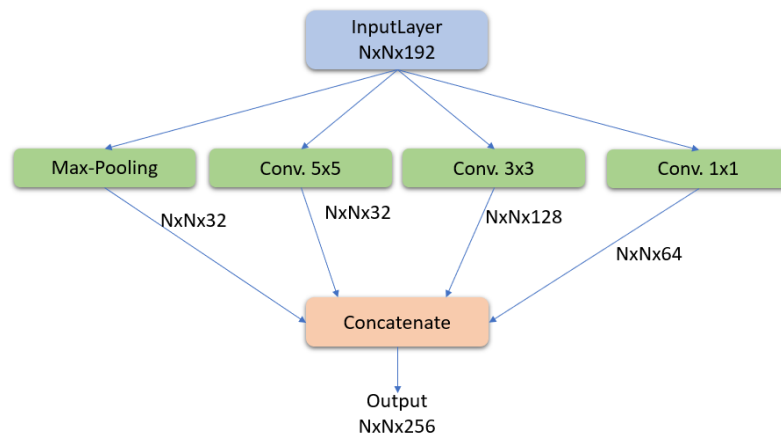 InputLayer
NxNx192
Max-Pooling
Conv. 5x5
Conv. 3x3
Conv. 1x1
NxNx32
NxNx32
NxNx128
NxNx64
Concatenate
Output
NxNx256